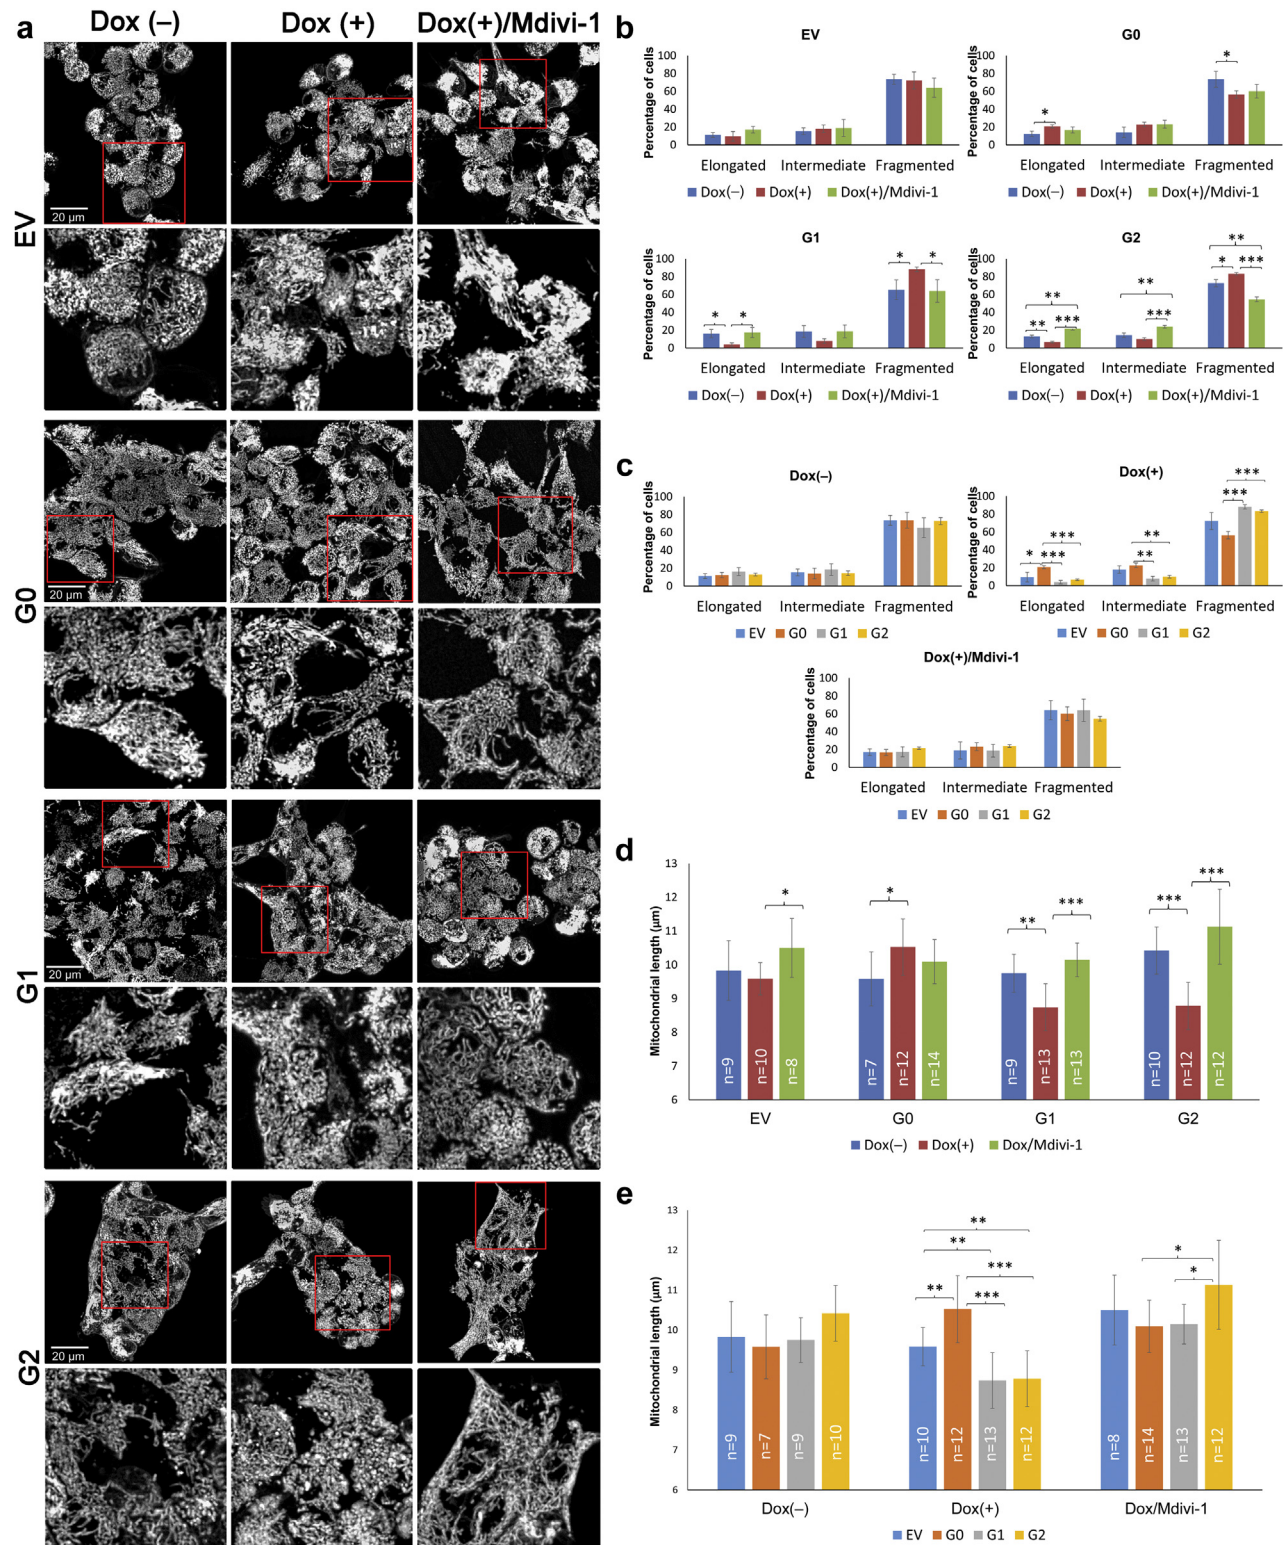 a
Dox (–)
Dox (+)
Dox(+)/Mdivi-1
EV
20 µm
G0
20 µm
G1
20 µm
G2
20 µm
b
EV
Percentage of cells
100
80
60
40
20
0
Elongated
Intermediate
Fragmented
Dox(–)
Dox(+)
Dox(+)/Mdivi-1
G0
Percentage of cells
100
80
60
40
20
0
*
*
Elongated
Intermediate
Fragmented
Dox(–)
Dox(+)
Dox(+)/Mdivi-1
G1
Percentage of cells
100
80
60
40
20
0
*
*
*
*
Elongated
Intermediate
Fragmented
Dox(–)
Dox(+)
Dox(+)/Mdivi-1
G2
Percentage of cells
100
80
60
40
20
0
**
**
***
**
***
**
*
***
Elongated
Intermediate
Fragmented
Dox(–)
Dox(+)
Dox(+)/Mdivi-1
c
Dox(–)
Percentage of cells
100
80
60
40
20
0
Elongated
Intermediate
Fragmented
EV
G0
G1
G2
Dox(+)
Percentage of cells
100
80
60
40
20
0
*
***
***
**
**
***
***
Elongated
Intermediate
Fragmented
EV
G0
G1
G2
Dox(+)/Mdivi-1
Percentage of cells
100
80
60
40
20
0
Elongated
Intermediate
Fragmented
EV
G0
G1
G2
d
Mitochondrial length (µm)
13
12
11
10
9
8
7
6
*
*
**
***
***
***
n=9
n=10
n=8
n=7
n=12
n=14
n=9
n=13
n=13
n=10
n=12
n=12
EV
G0
G1
G2
Dox(–)
Dox(+)
Dox/Mdivi-1
e
Mitochondrial length (µm)
13
12
11
10
9
8
7
6
**
**
***
**
***
*
*
n=9
n=7
n=9
n=10
n=10
n=12
n=13
n=12
n=8
n=14
n=13
n=12
Dox(–)
Dox(+)
Dox/Mdivi-1
EV
G0
G1
G2